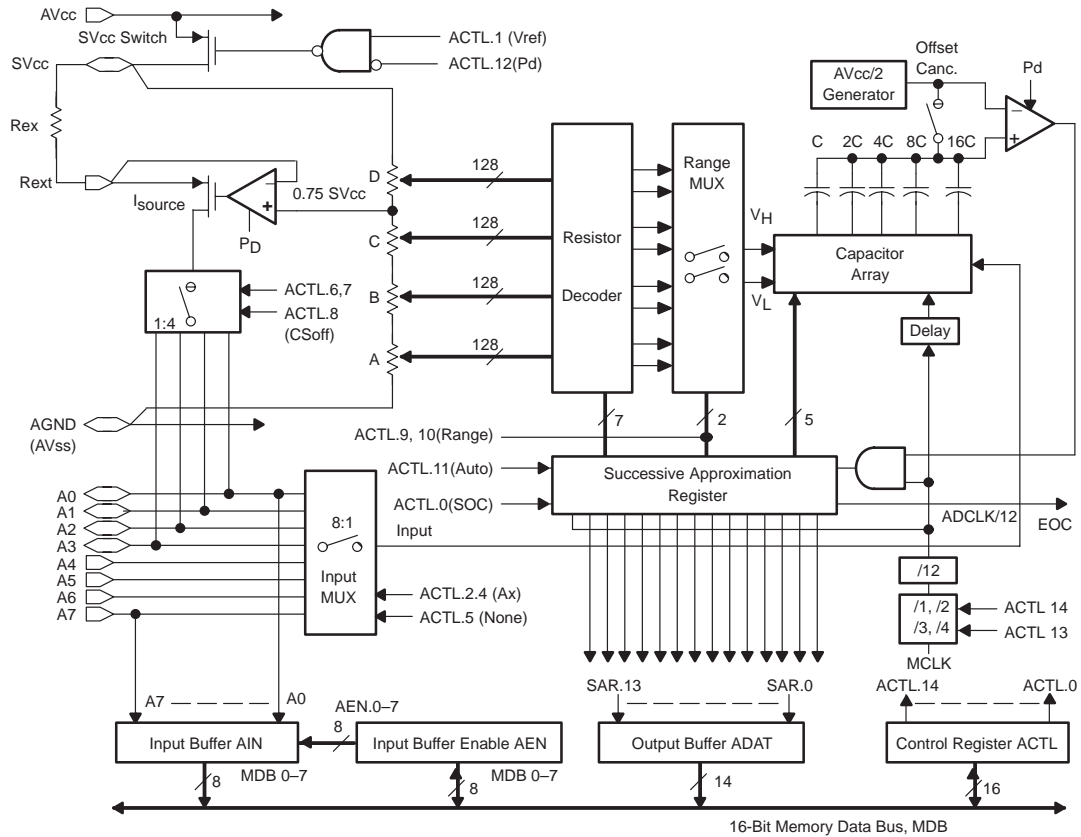 AVcc
SVcc Switch
ACTL.1 (Vref)
ACTL.12(Pd)
SVcc
Rex
Rext
Isource
PD
0.75 SVcc
D
C
B
A
128
128
128
128
Resistor
Decoder
Range
MUX
VH
VL
AVcc/2
Generator
Offset
Canc.
Pd
C
2C
4C
8C
16C
–
+
–
+
Capacitor
Array
Delay
1:4
ACTL.6,7
ACTL.8
(CSoff)
AGND
(AVss)
7
2
5
ACTL.9, 10(Range)
ACTL.11(Auto)
ACTL.0(SOC)
Successive Approximation
Register
ADCLK/12
EOC
A0
A1
A2
A3
A4
A5
A6
A7
8:1
Input
MUX
Input
ACTL.2.4 (Ax)
ACTL.5 (None)
/12
/1, /2
/3, /4
ACTL 14
ACTL 13
MCLK
A7
A0
AEN.0–7
8
SAR.13
SAR.0
ACTL.14
ACTL.0
Input Buffer AIN
Input Buffer Enable AEN
Output Buffer ADAT
Control Register ACTL
MDB 0–7
MDB 0–7
8
8
14
16
16-Bit Memory Data Bus, MDB